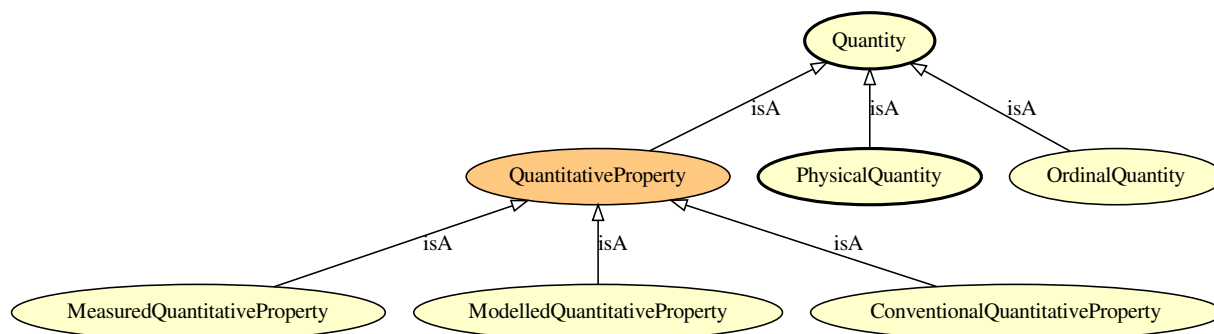 Quantity
isA
isA
isA
QuantitativeProperty
PhysicalQuantity
OrdinalQuantity
isA
isA
isA
MeasuredQuantitativeProperty
ModelledQuantitativeProperty
ConventionalQuantitativeProperty